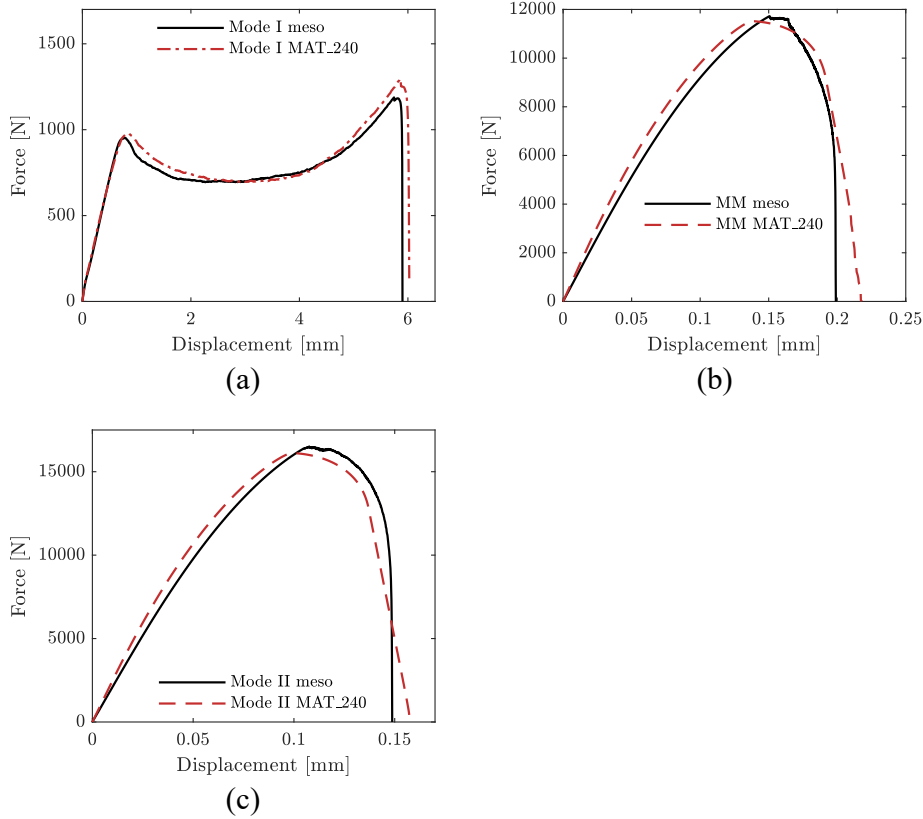 Mode I meso
Mode I MAT_240
1500
1000
500
0
Force [N]
0 2 4 6
Displacement [mm]
(a)
12000
10000
8000
6000
4000
2000
0
Force [N]
MM meso
MM MAT_240
0 0.05 0.1 0.15 0.2 0.25
Displacement [mm]
(b)
15000
10000
5000
0
Force [N]
Mode II meso
Mode II MAT_240
0 0.05 0.1 0.15
Displacement [mm]
(c)